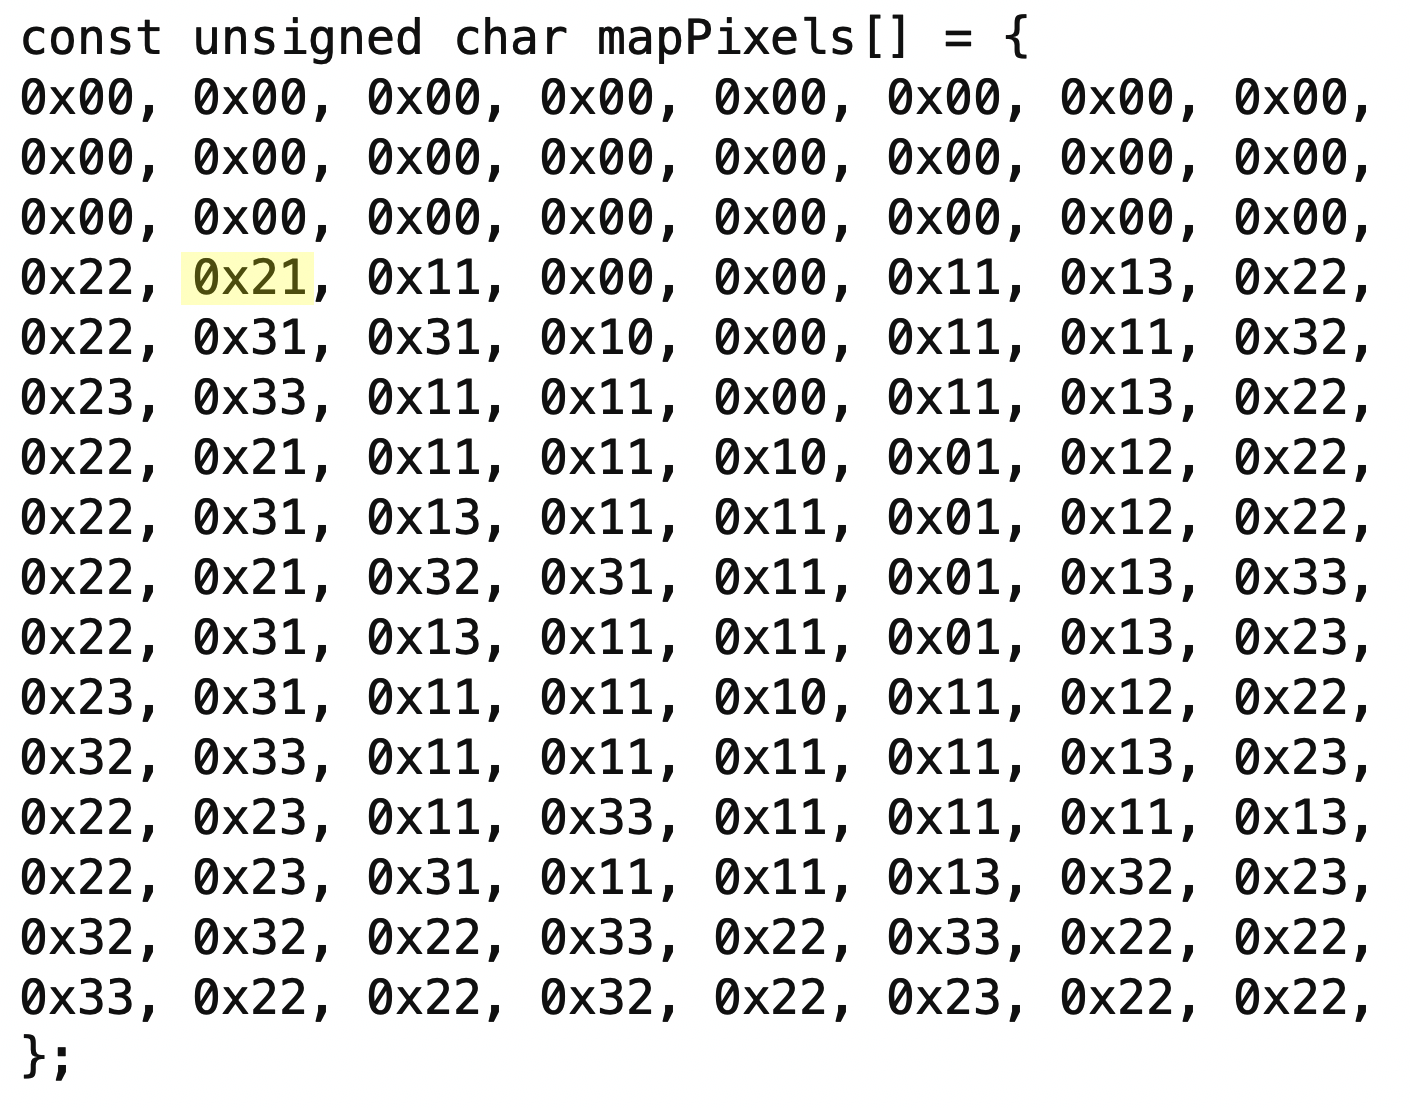 const unsigned char mapPixels[] = {
0x00, 0x00, 0x00, 0x00, 0x00, 0x00, 0x00, 0x00,
0x00, 0x00, 0x00, 0x00, 0x00, 0x00, 0x00, 0x00,
0x00, 0x00, 0x00, 0x00, 0x00, 0x00, 0x00, 0x00,
0x22, 0x21, 0x11, 0x00, 0x00, 0x11, 0x13, 0x22,
0x22, 0x31, 0x31, 0x10, 0x00, 0x11, 0x11, 0x32,
0x23, 0x33, 0x11, 0x11, 0x00, 0x11, 0x13, 0x22,
0x22, 0x21, 0x11, 0x11, 0x10, 0x01, 0x12, 0x22,
0x22, 0x31, 0x13, 0x11, 0x11, 0x01, 0x12, 0x22,
0x22, 0x21, 0x32, 0x31, 0x11, 0x01, 0x13, 0x33,
0x22, 0x31, 0x13, 0x11, 0x11, 0x01, 0x13, 0x23,
0x23, 0x31, 0x11, 0x11, 0x10, 0x11, 0x12, 0x22,
0x32, 0x33, 0x11, 0x11, 0x11, 0x11, 0x13, 0x23,
0x22, 0x23, 0x11, 0x33, 0x11, 0x11, 0x11, 0x13,
0x22, 0x23, 0x31, 0x11, 0x11, 0x13, 0x32, 0x23,
0x32, 0x32, 0x22, 0x33, 0x22, 0x33, 0x22, 0x22,
0x33, 0x22, 0x22, 0x32, 0x22, 0x23, 0x22, 0x22,
};